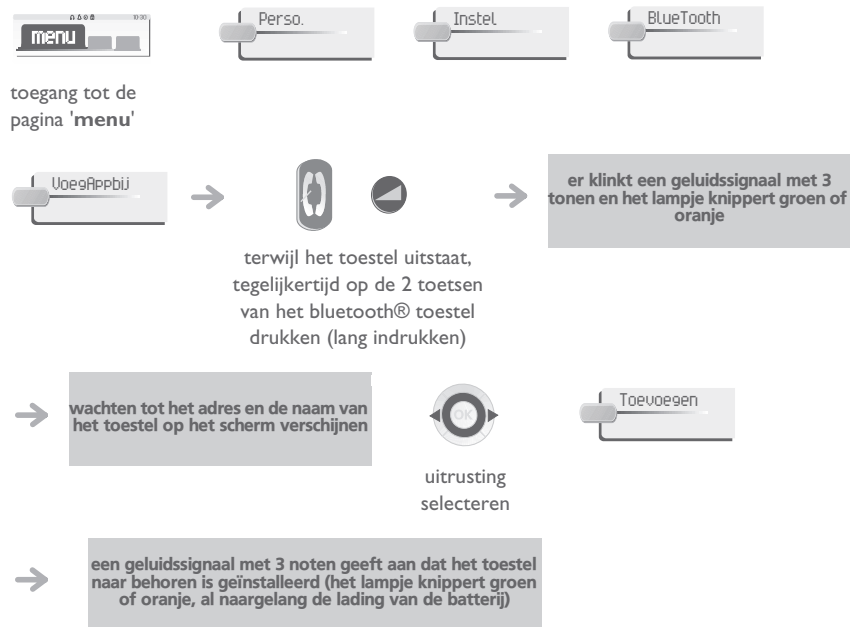 10:30
menu
Perso.
Instel.
BlueTooth
toegang tot de
pagina 'menu'
VoegAppbij
er klinkt een geluidssignaal met 3
tonen en het lampje knippert groen of
oranje
terwijl het toestel uitstaat,
tegelijkertijd op de 2 toetsen
van het bluetooth® toestel
drukken (lang indrukken)
wachten tot het adres en de naam van
het toestel op het scherm verschijnen
OK
Toevoegen
uitrusting
selecteren
een geluidssignaal met 3 noten geeft aan dat het toestel
naar behoren is geïnstalleerd (het lampje knippert groen
of oranje, al naargelang de lading van de batterij)